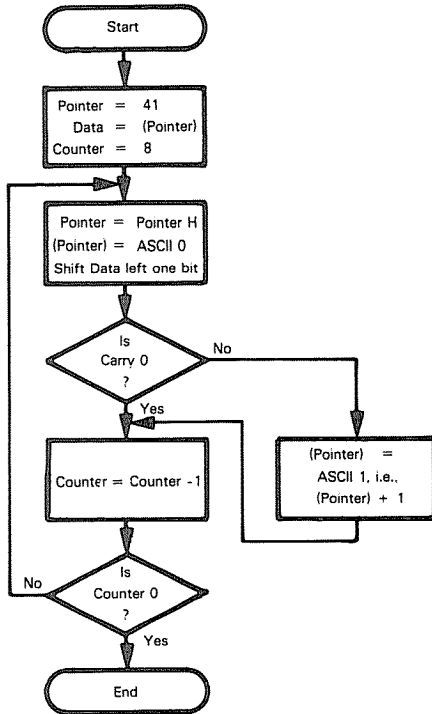 Start
Pointer = 41
Data = (Pointer)
Counter = 8
Pointer = Pointer H
(Pointer) = ASCII 0
Shift Data left one bit
Is
Carry 0
?
No
Yes
(Pointer) =
ASCII 1, i.e.,
(Pointer) + 1
Counter = Counter -1
Is
Counter 0
?
No
Yes
End